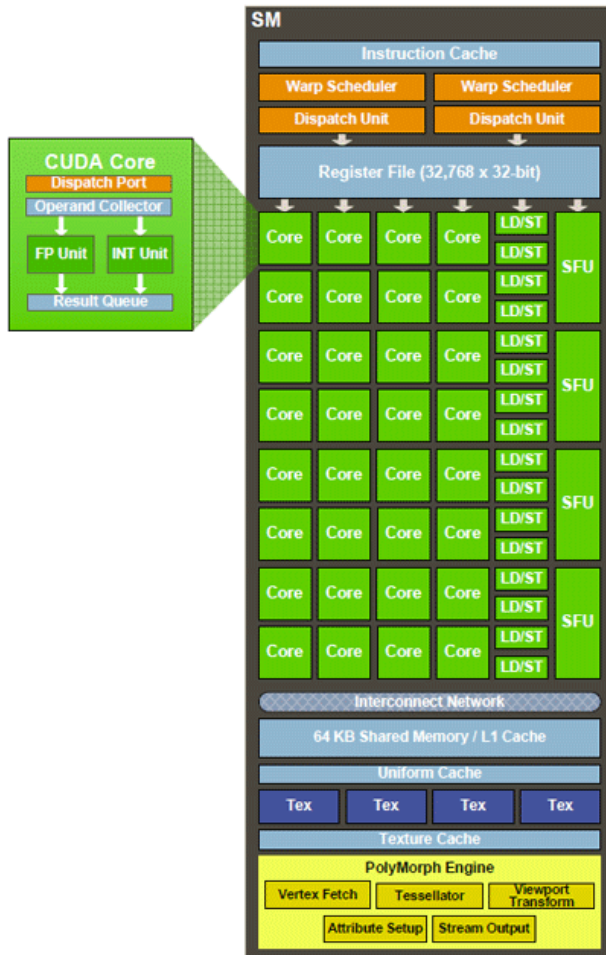 SM
Instruction Cache
Warp Scheduler Warp Scheduler
Dispatch Unit Dispatch Unit
Register File (32,768 x 32-bit)
CUDA Core
Dispatch Port
Operand Collector
FP Unit INT Unit
Result Queue
Core Core Core Core LD/ST SFU
LD/ST
Core Core Core Core LD/ST
LD/ST
Core Core Core Core LD/ST SFU
LD/ST
Core Core Core Core LD/ST
LD/ST
Core Core Core Core LD/ST SFU
LD/ST
Core Core Core Core LD/ST
LD/ST
Core Core Core Core LD/ST SFU
LD/ST
Core Core Core Core LD/ST
LD/ST
Interconnect Network
64 KB Shared Memory / L1 Cache
Uniform Cache
Tex Tex Tex Tex
Texture Cache
PolyMorph Engine
Vertex Fetch Tessellator Viewport
Transform
Attribute Setup Stream Output